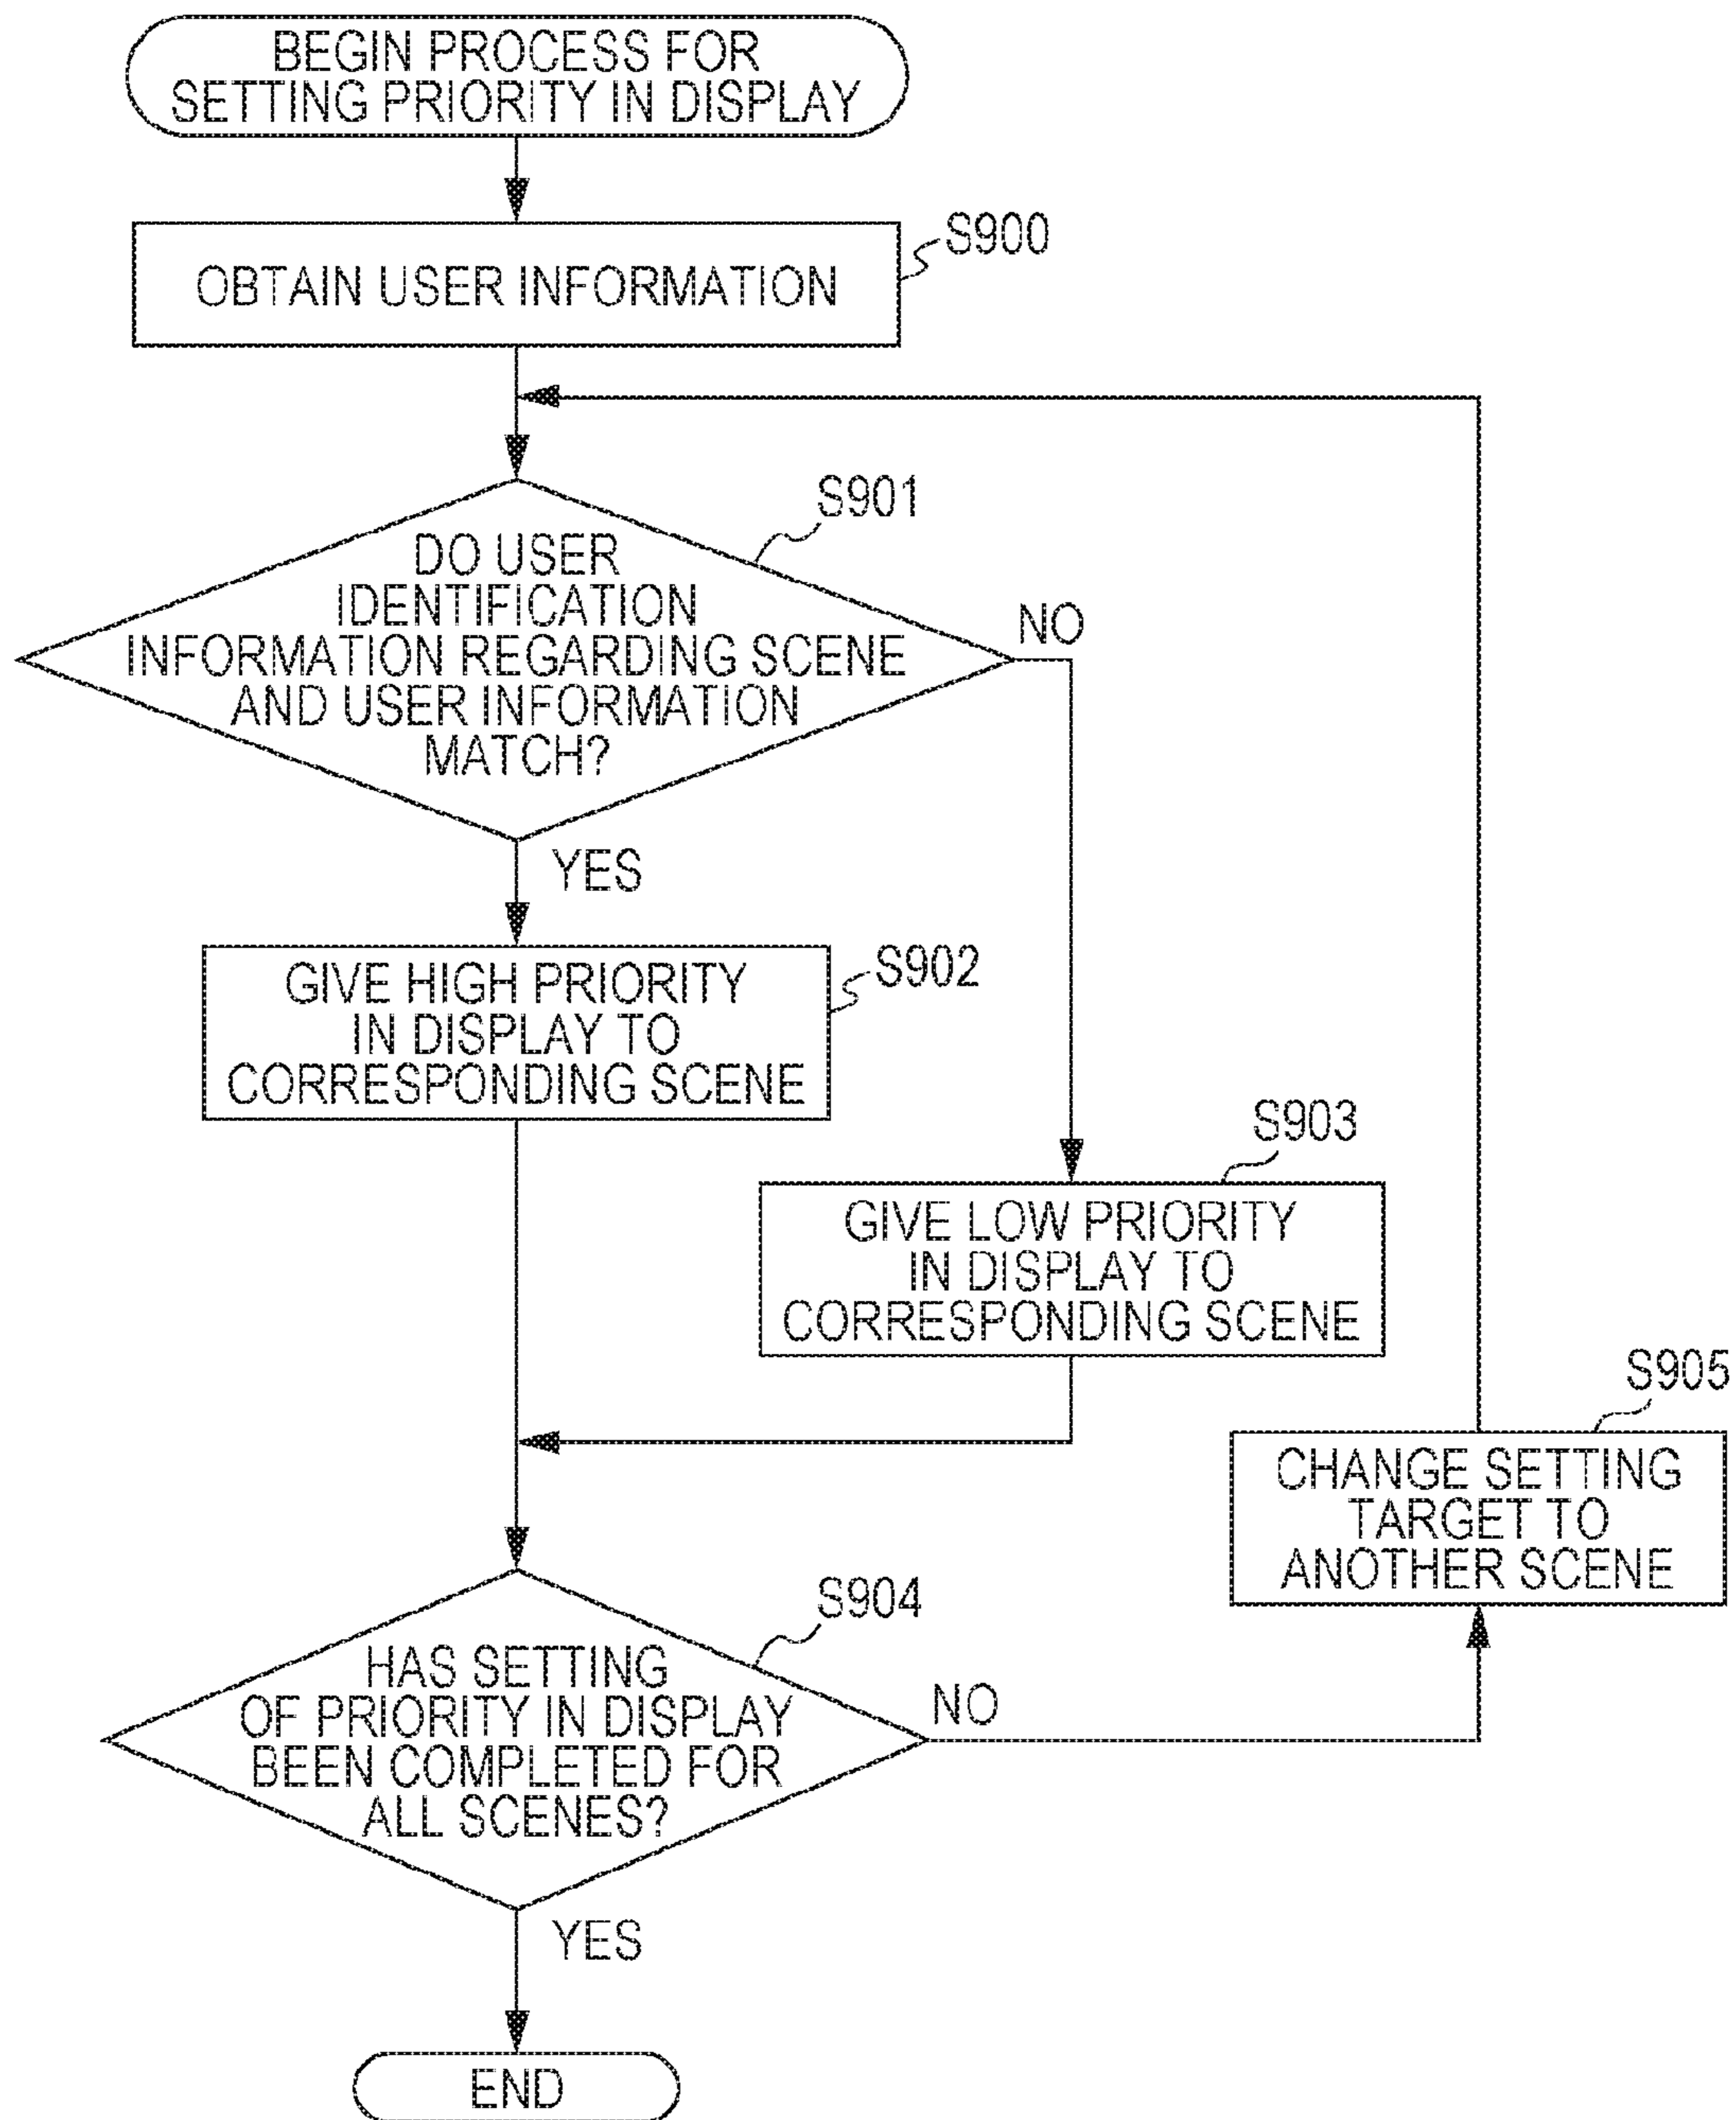 BEGIN PROCESS FOR
SETTING PRIORITY IN DISPLAY
S900
OBTAIN USER INFORMATION
S901
DO USER
IDENTIFICATION
INFORMATION REGARDING SCENE
AND USER INFORMATION
MATCH?
NO
YES
S902
GIVE HIGH PRIORITY
IN DISPLAY TO
CORRESPONDING SCENE
S903
GIVE LOW PRIORITY
IN DISPLAY TO
CORRESPONDING SCENE
S905
CHANGE SETTING
TARGET TO
ANOTHER SCENE
S904
HAS SETTING
OF PRIORITY IN DISPLAY
BEEN COMPLETED FOR
ALL SCENES?
NO
YES
END